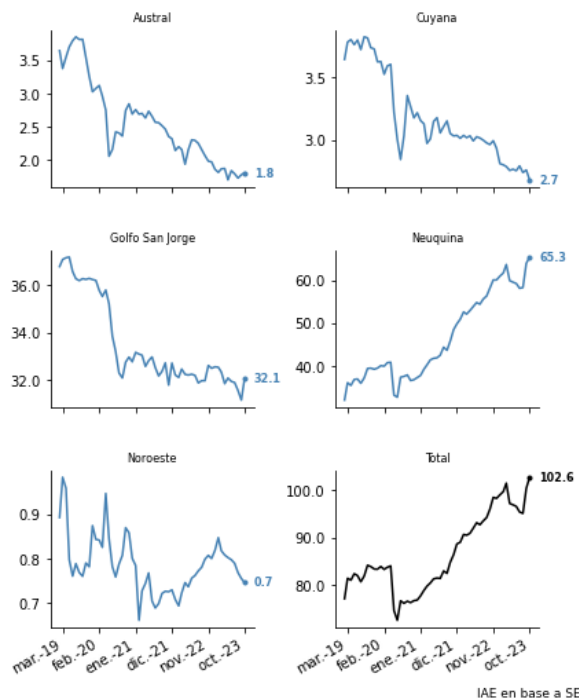 Austral
3.5
3.0
2.5
2.0
1.8
Cuyana
3.5
3.0
2.7
Golfo San Jorge
36.0
34.0
32.0
32.1
Neuquina
60.0
40.0
65.3
Noroeste
0.9
0.8
0.7
0.7
mar.-19
feb.-20
ene.-21
dic.-21
nov.-22
oct.-23
Total
100.0
90.0
80.0
102.6
mar.-19
feb.-20
ene.-21
dic.-21
nov.-22
oct.-23
IAE en base a SE